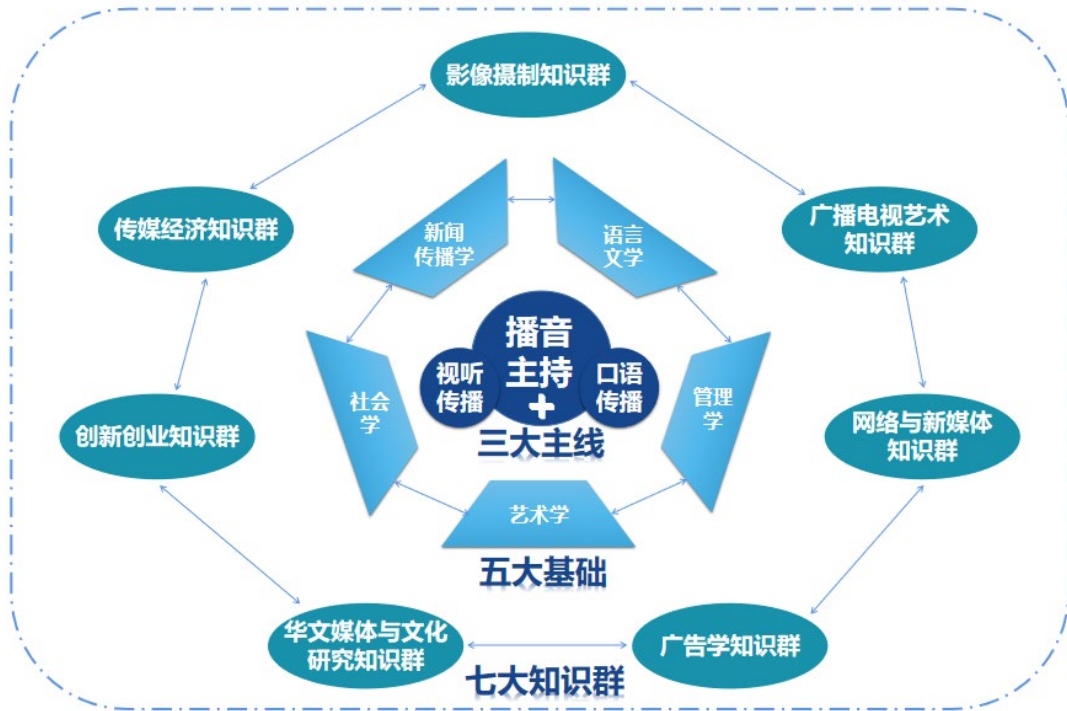 影像摄制知识群
传媒经济知识群
广播电视艺术
知识群
新闻
传播学
语言
文学
播音
主持
+
视听
传播
口语
传播
三大主线
社会
学
管理
学
创新创业知识群
网络与新媒体
知识群
艺术学
五大基础
华文媒体与文化
研究知识群
广告学知识群
七大知识群